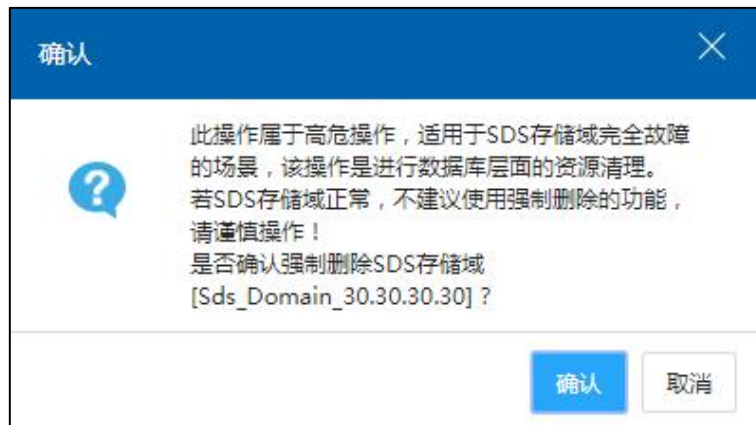 确认
此操作属于高危操作，适用于SDS存储域完全故障
的场景，该操作是进行数据库层面的资源清理。
若SDS存储域正常，不建议使用强制删除的功能，
请谨慎操作！
是否确认强制删除SDS存储域
[Sds_Domain_30.30.30.30]？
确认
取消